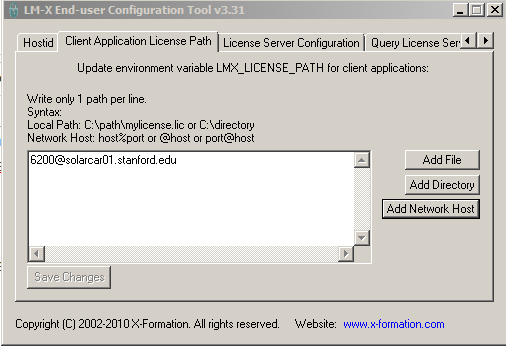 LM-X End-user Configuration Tool v3.31
Hostid
Client Application License Path
License Server Configuration
Query License Serv
Update environment variable LMX_LICENSE_PATH for client applications:
Write only 1 path per line.
Syntax:
Local Path: C:\path\mylicense.lic or C:\directory
Network Host: host%port or @host or port@host
6200@solarcar01.stanford.edu
Add File
Add Directory
Add Network Host
Save Changes
Copyright (C) 2002-2010 X-Formation. All rights reserved. Website: www.x-formation.com